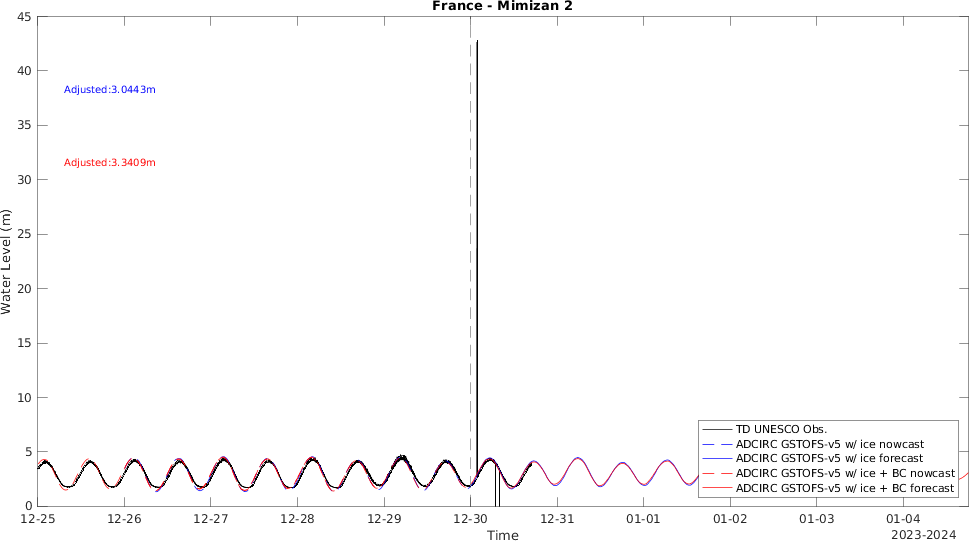 France - Mimizan 2
45
40
35
30
25
20
15
10
5
0
Water Level (m)
Adjusted:3.0443m
Adjusted:3.3409m
TD UNESCO Obs.
ADCIRC GSTOFS-v5 w/ ice nowcast
ADCIRC GSTOFS-v5 w/ ice forecast
ADCIRC GSTOFS-v5 w/ ice + BC nowcast
ADCIRC GSTOFS-v5 w/ ice + BC forecast
12-25 12-26 12-27 12-28 12-29 12-30 12-31 01-01 01-02 01-03 01-04
Time
2023-2024